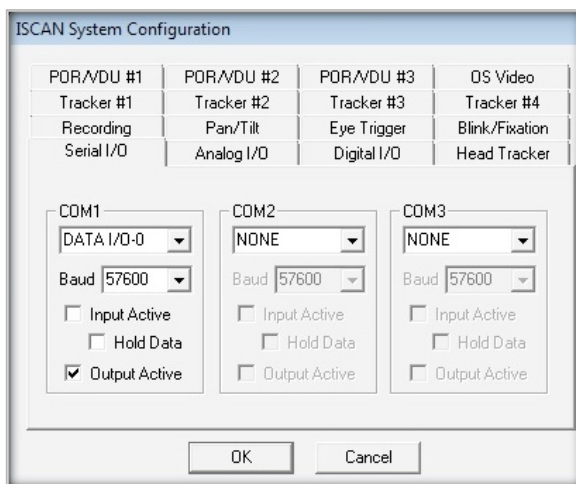 ISCAN System Configuration
POR/VDU #1 POR/VDU #2 POR/VDU #3 OS Video
Tracker #1 Tracker #2 Tracker #3 Tracker #4
Recording Pan/Tilt Eye Trigger Blink/Fixation
Serial I/O Analog I/O Digital I/O Head Tracker
COM1 COM2 COM3
DATA I/O-0 NONE NONE
Baud 57600 Baud 57600 Baud 57600
Input Active Input Active Input Active
Hold Data Hold Data Hold Data
Output Active Output Active Output Active
OK Cancel